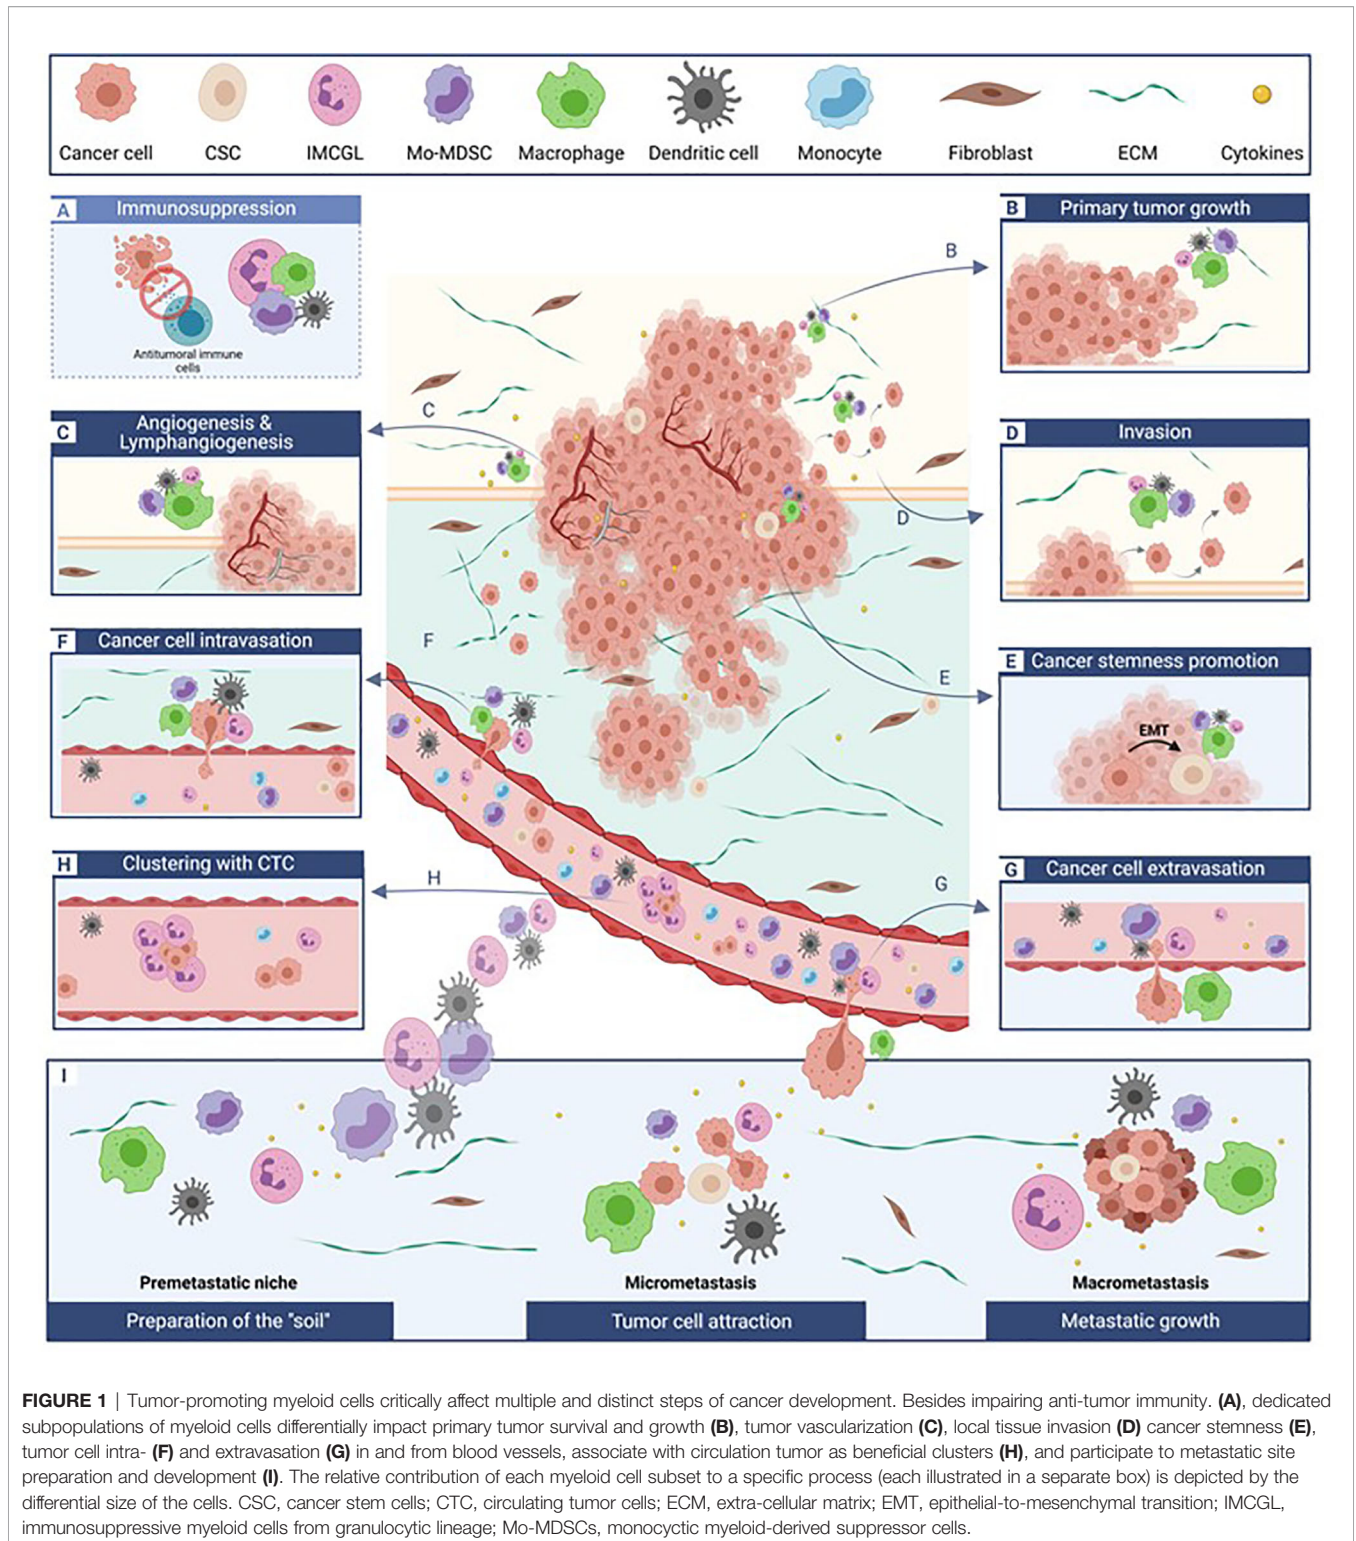 Cancer cell
CSC
IMCGL
Mo-MDSC
Macrophage
Dendritic cell
Monocyte
Fibroblast
ECM
Cytokines
A
Immunosuppression
Antitumoral immune
cells
B
Primary tumor growth
B
C
Angiogenesis &
Lymphangiogenesis
C
D
Invasion
D
F
Cancer cell intravasation
F
E
Cancer stemness promotion
EMT
E
H
Clustering with CTC
H
G
Cancer cell extravasation
G
I
Premetastatic niche
Micrometastasis
Macrometastasis
Preparation of the "soil"
Tumor cell attraction
Metastatic growth
FIGURE 1 | Tumor-promoting myeloid cells critically affect multiple and distinct steps of cancer development. Besides impairing anti-tumor immunity. (A), dedicated
subpopulations of myeloid cells differentially impact primary tumor survival and growth (B), tumor vascularization (C), local tissue invasion (D) cancer stemness (E),
tumor cell intra- (F) and extravasation (G) in and from blood vessels, associate with circulation tumor as beneficial clusters (H), and participate to metastatic site
preparation and development (I). The relative contribution of each myeloid cell subset to a specific process (each illustrated in a separate box) is depicted by the
differential size of the cells. CSC, cancer stem cells; CTC, circulating tumor cells; ECM, extra-cellular matrix; EMT, epithelial-to-mesenchymal transition; IMCGL,
immunosuppressive myeloid cells from granulocytic lineage; Mo-MDSCs, monocyctic myeloid-derived suppressor cells.